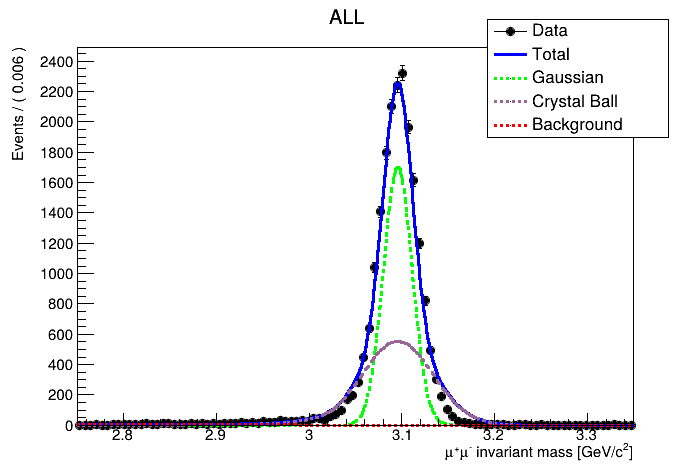 ALL
Data
Total
Gaussian
Crystal Ball
Background
Events / ( 0.006 )
2400
2200
2000
1800
1600
1400
1200
1000
800
600
400
200
0
2.8 2.9 3 3.1 3.2 3.3
μ⁺μ⁻ invariant mass [GeV/c²]